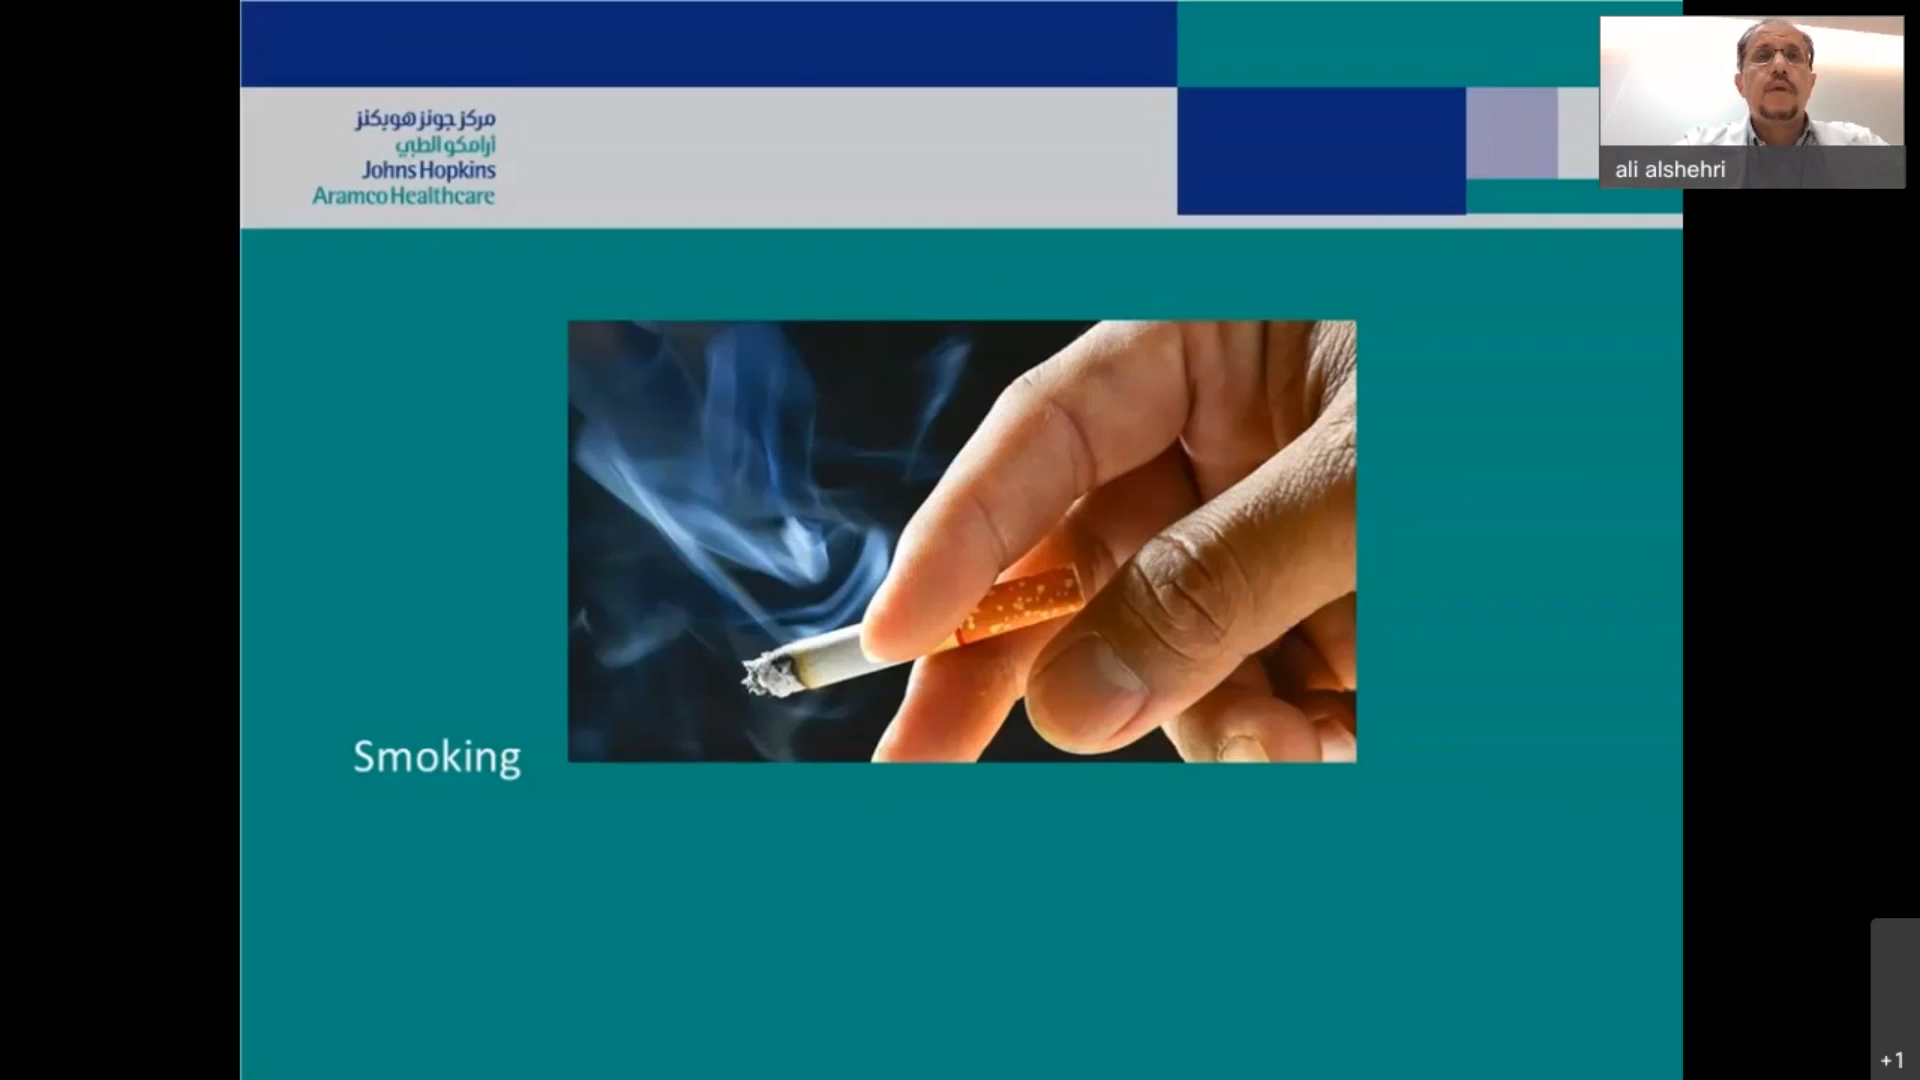 مركز جونز هوبكنز
أرامكو الطبي
Johns Hopkins
Aramco Healthcare
ali alshehri
Smoking
+1